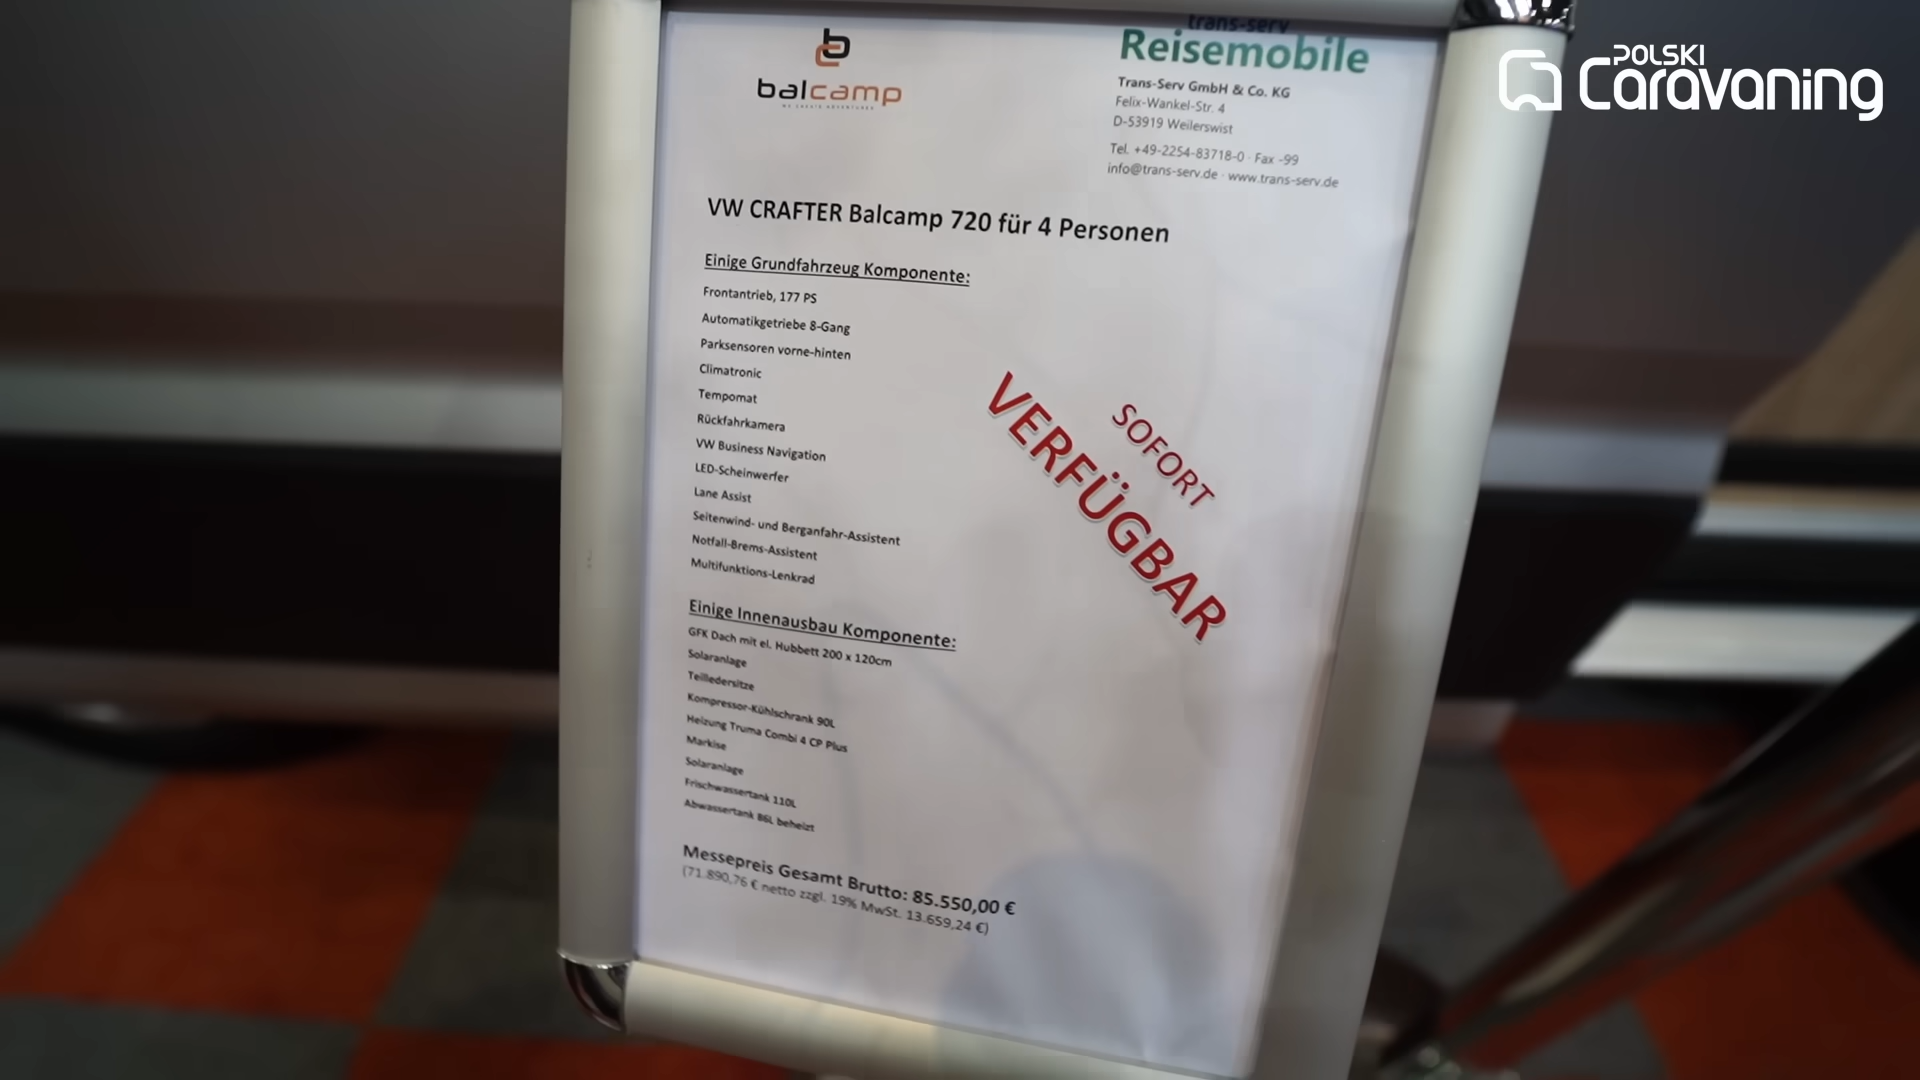 balcamp
trans-serv
Reisemobile
Trans-Serv GmbH & Co. KG
Felix-Wankel-Str. 4
D-53919 Weilerswist
Tel. +49-2254-83718-0 · Fax -99
info@trans-serv.de · www.trans-serv.de
POLSKI
Caravaning
VW CRAFTER Balcamp 720 für 4 Personen
Einige Grundfahrzeug Komponente:
Frontantrieb, 177 PS
Automatikgetriebe 8-Gang
Parksensoren vorne-hinten
Climatronic
Tempomat
Rückfahrkamera
VW Business Navigation
LED-Scheinwerfer
Lane Assist
Seitenwind- und Berganfahr-Assistent
Notfall-Brems-Assistent
Multifunktions-Lenkrad
SOFORT
VERFÜGBAR
Einige Innenausbau Komponente:
GFK Dach mit el. Hubbett 200 x 120cm
Solaranlage
Teilledersitze
Kompressor-Kühlschrank 90L
Heizung Truma Combi 4 CP Plus
Markise
Solaranlage
Frischwassertank 110L
Abwassertank 86L beheizt
Messepreis Gesamt Brutto: 85.550,00 €
(71.890,76 € netto zzgl. 19% MwSt. 13.659,24 €)